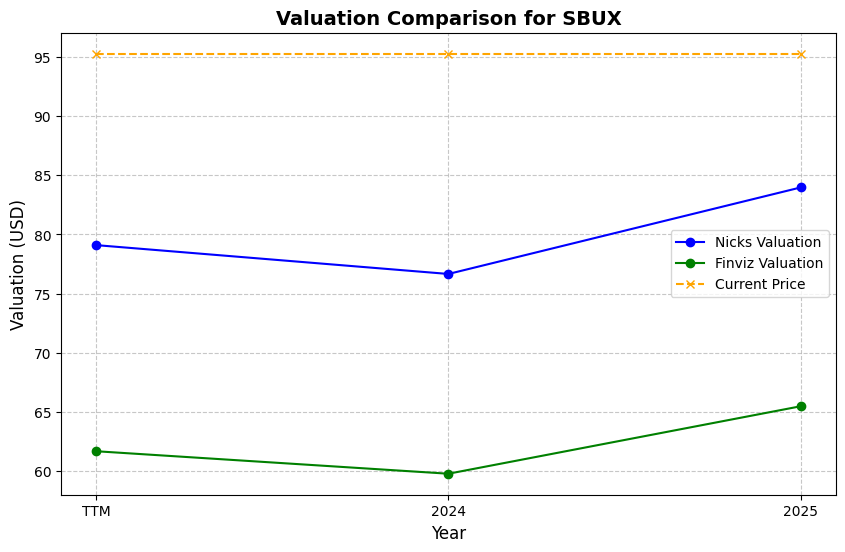 Valuation Comparison for SBUX
Valuation (USD)
95
90
85
80
75
70
65
60
Nicks Valuation
Finviz Valuation
Current Price
TTM
2024
2025
Year